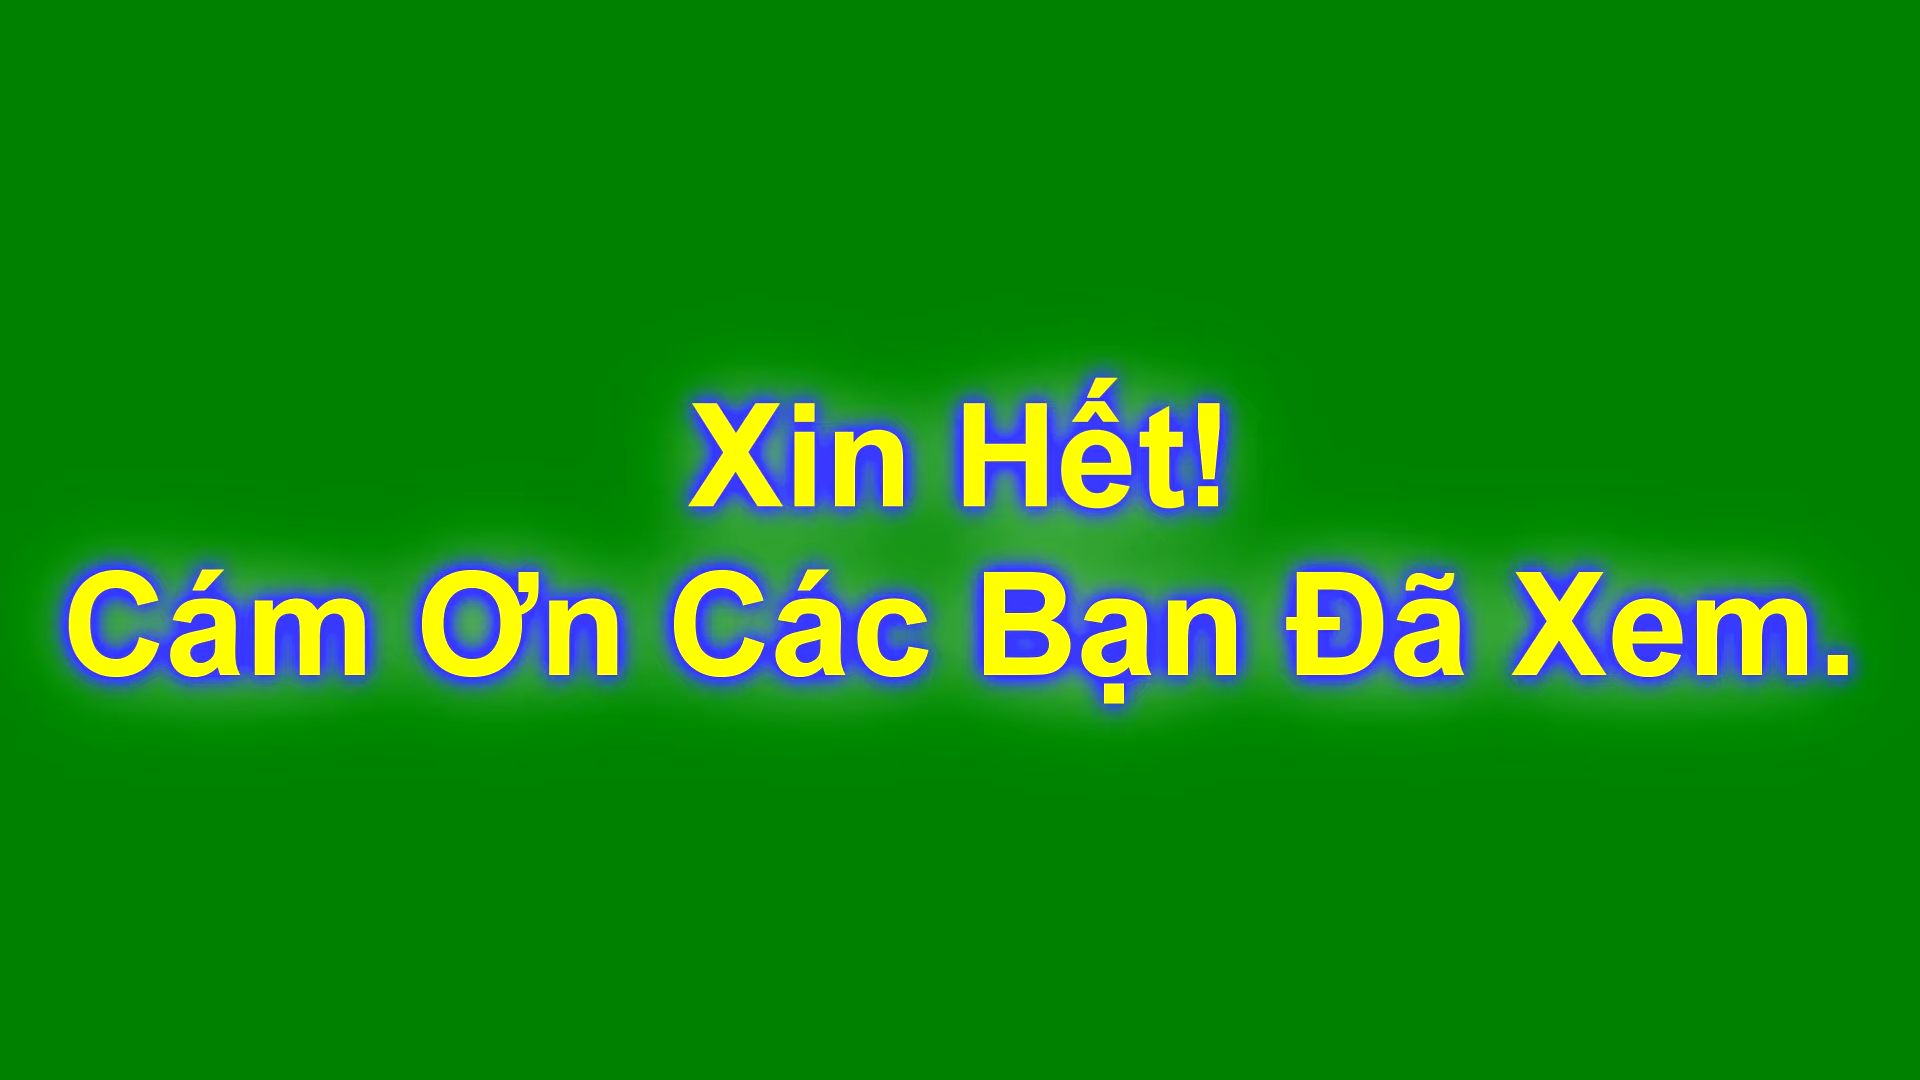 Xin Hết!
Cám Ơn Các Bạn Đã Xem.